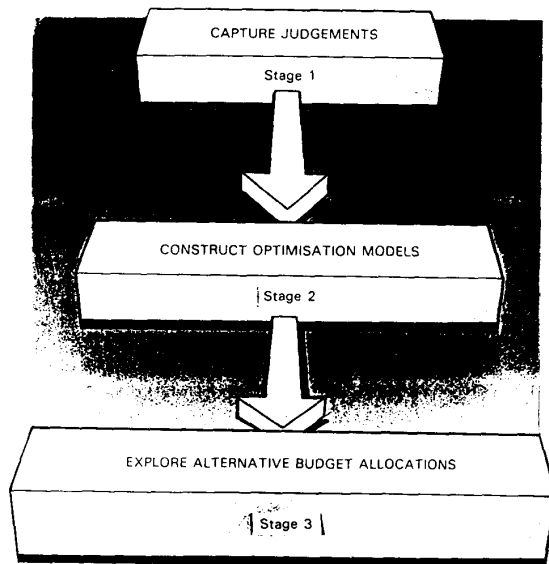 CAPTURE JUDGEMENTS
Stage 1
CONSTRUCT OPTIMISATION MODELS
Stage 2
EXPLORE ALTERNATIVE BUDGET ALLOCATIONS
Stage 3